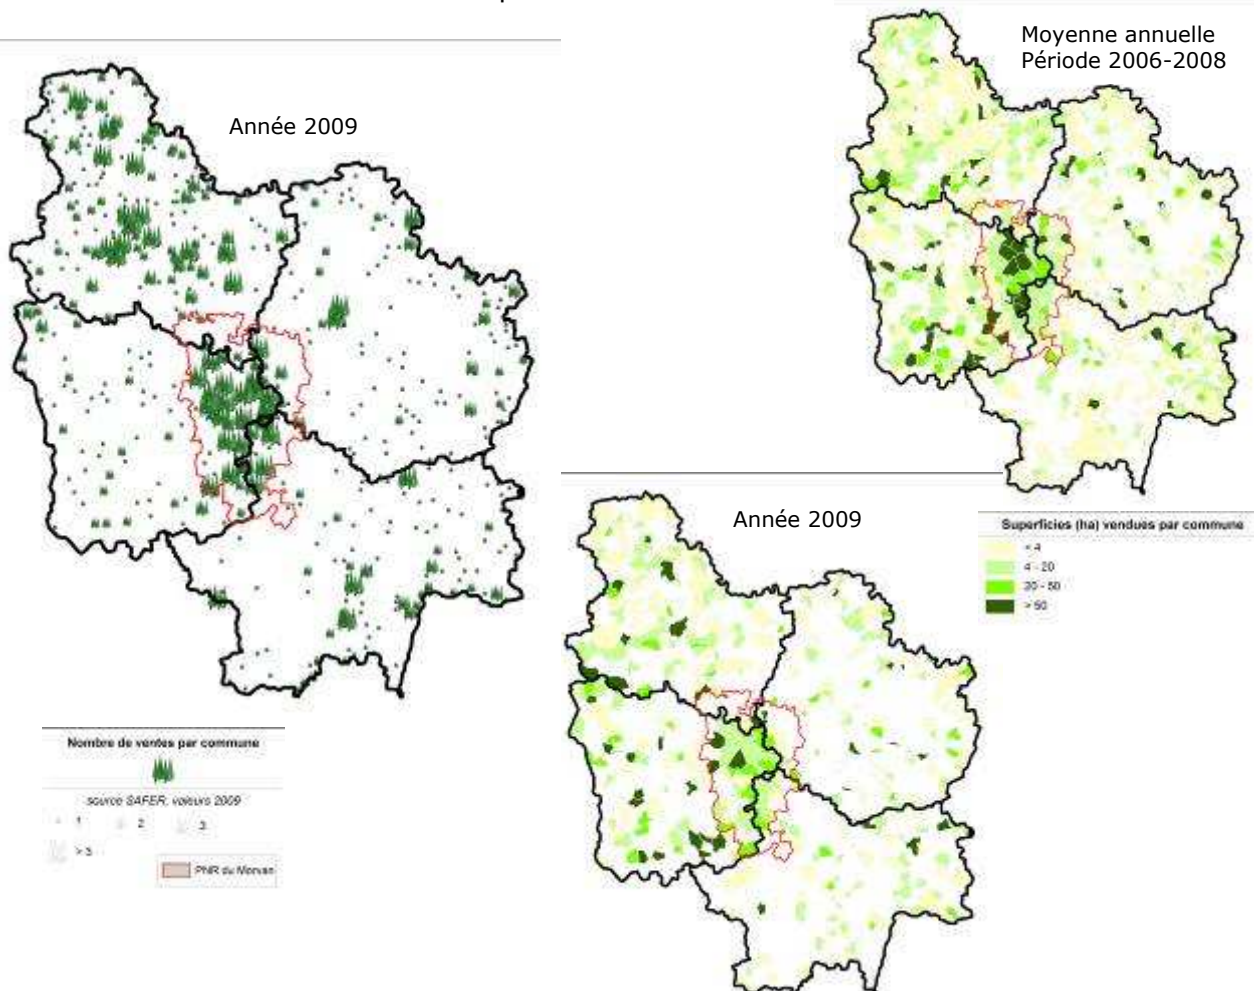 Année 2009
Moyenne annuelle
Période 2006-2008
Année 2009
Superficies (ha) vendues par commune
< 4
4 - 20
20 - 50
> 50
Nombre de ventes par commune
source SAFER, valeurs 2009
1 2 3
> 3
PNR du Morvan